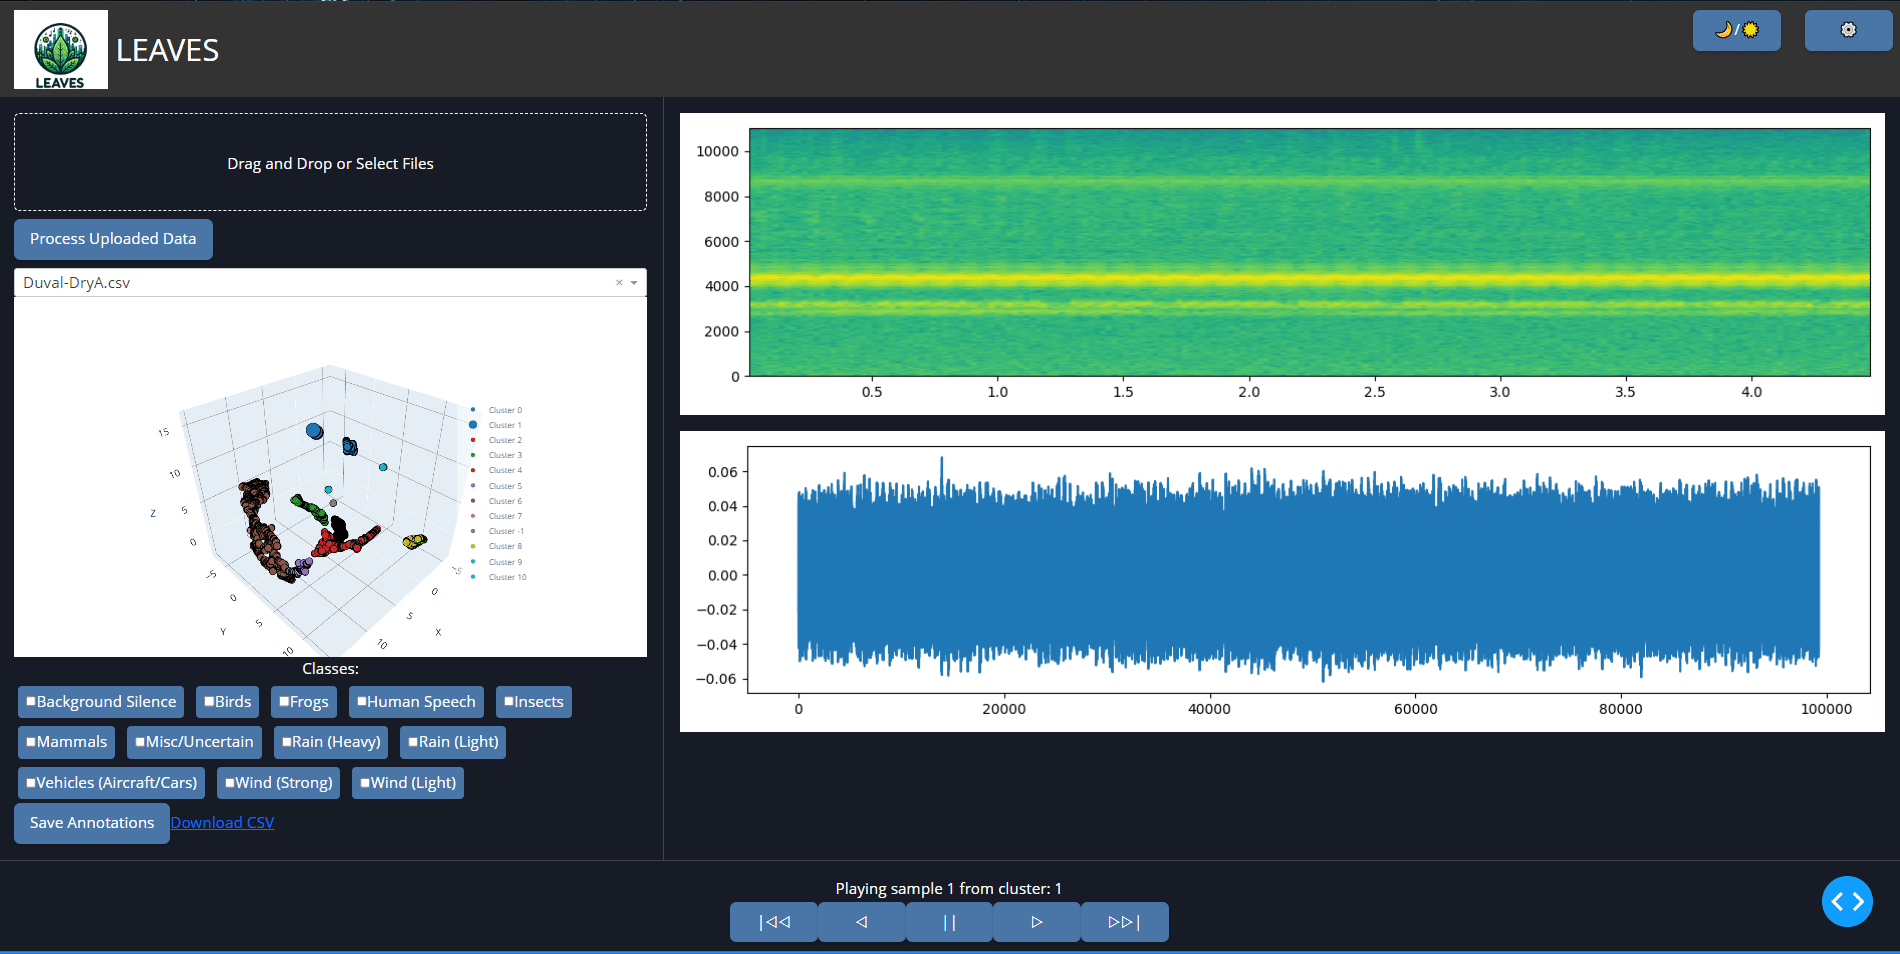 LEAVES
LEAVES
🌙/☀
⚙
Drag and Drop or Select Files
Process Uploaded Data
Duval-DryA.csv
×
15
10
5
0
Z
-5
0
5
10
Y
-5
0
5
10
X
Cluster 0
Cluster 1
Cluster 2
Cluster 3
Cluster 4
Cluster 5
Cluster 6
Cluster 7
Cluster -1
Cluster 8
Cluster 9
Cluster 10
Classes:
Background Silence Birds Frogs Human Speech Insects
Mammals Misc/Uncertain Rain (Heavy) Rain (Light)
Vehicles (Aircraft/Cars) Wind (Strong) Wind (Light)
Save Annotations Download CSV
10000
8000
6000
4000
2000
0
0.5 1.0 1.5 2.0 2.5 3.0 3.5 4.0
0.06
0.04
0.02
0.00
−0.02
−0.04
−0.06
0 20000 40000 60000 80000 100000
Playing sample 1 from cluster: 1
|◁◁ ◁ || ▷ ▷▷|